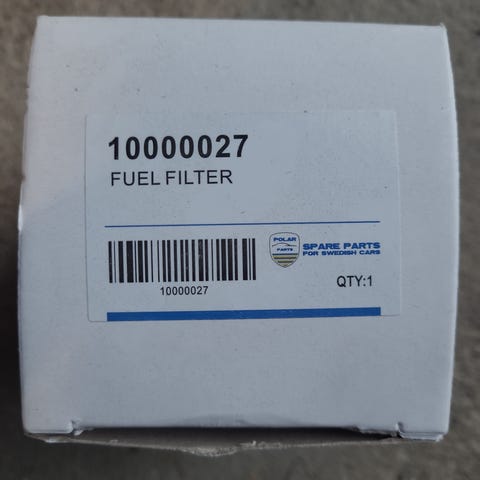 10000027
FUEL FILTER
POLAR
PARTS
SPARE PARTS
FOR SWEDISH CARS
10000027
QTY:1